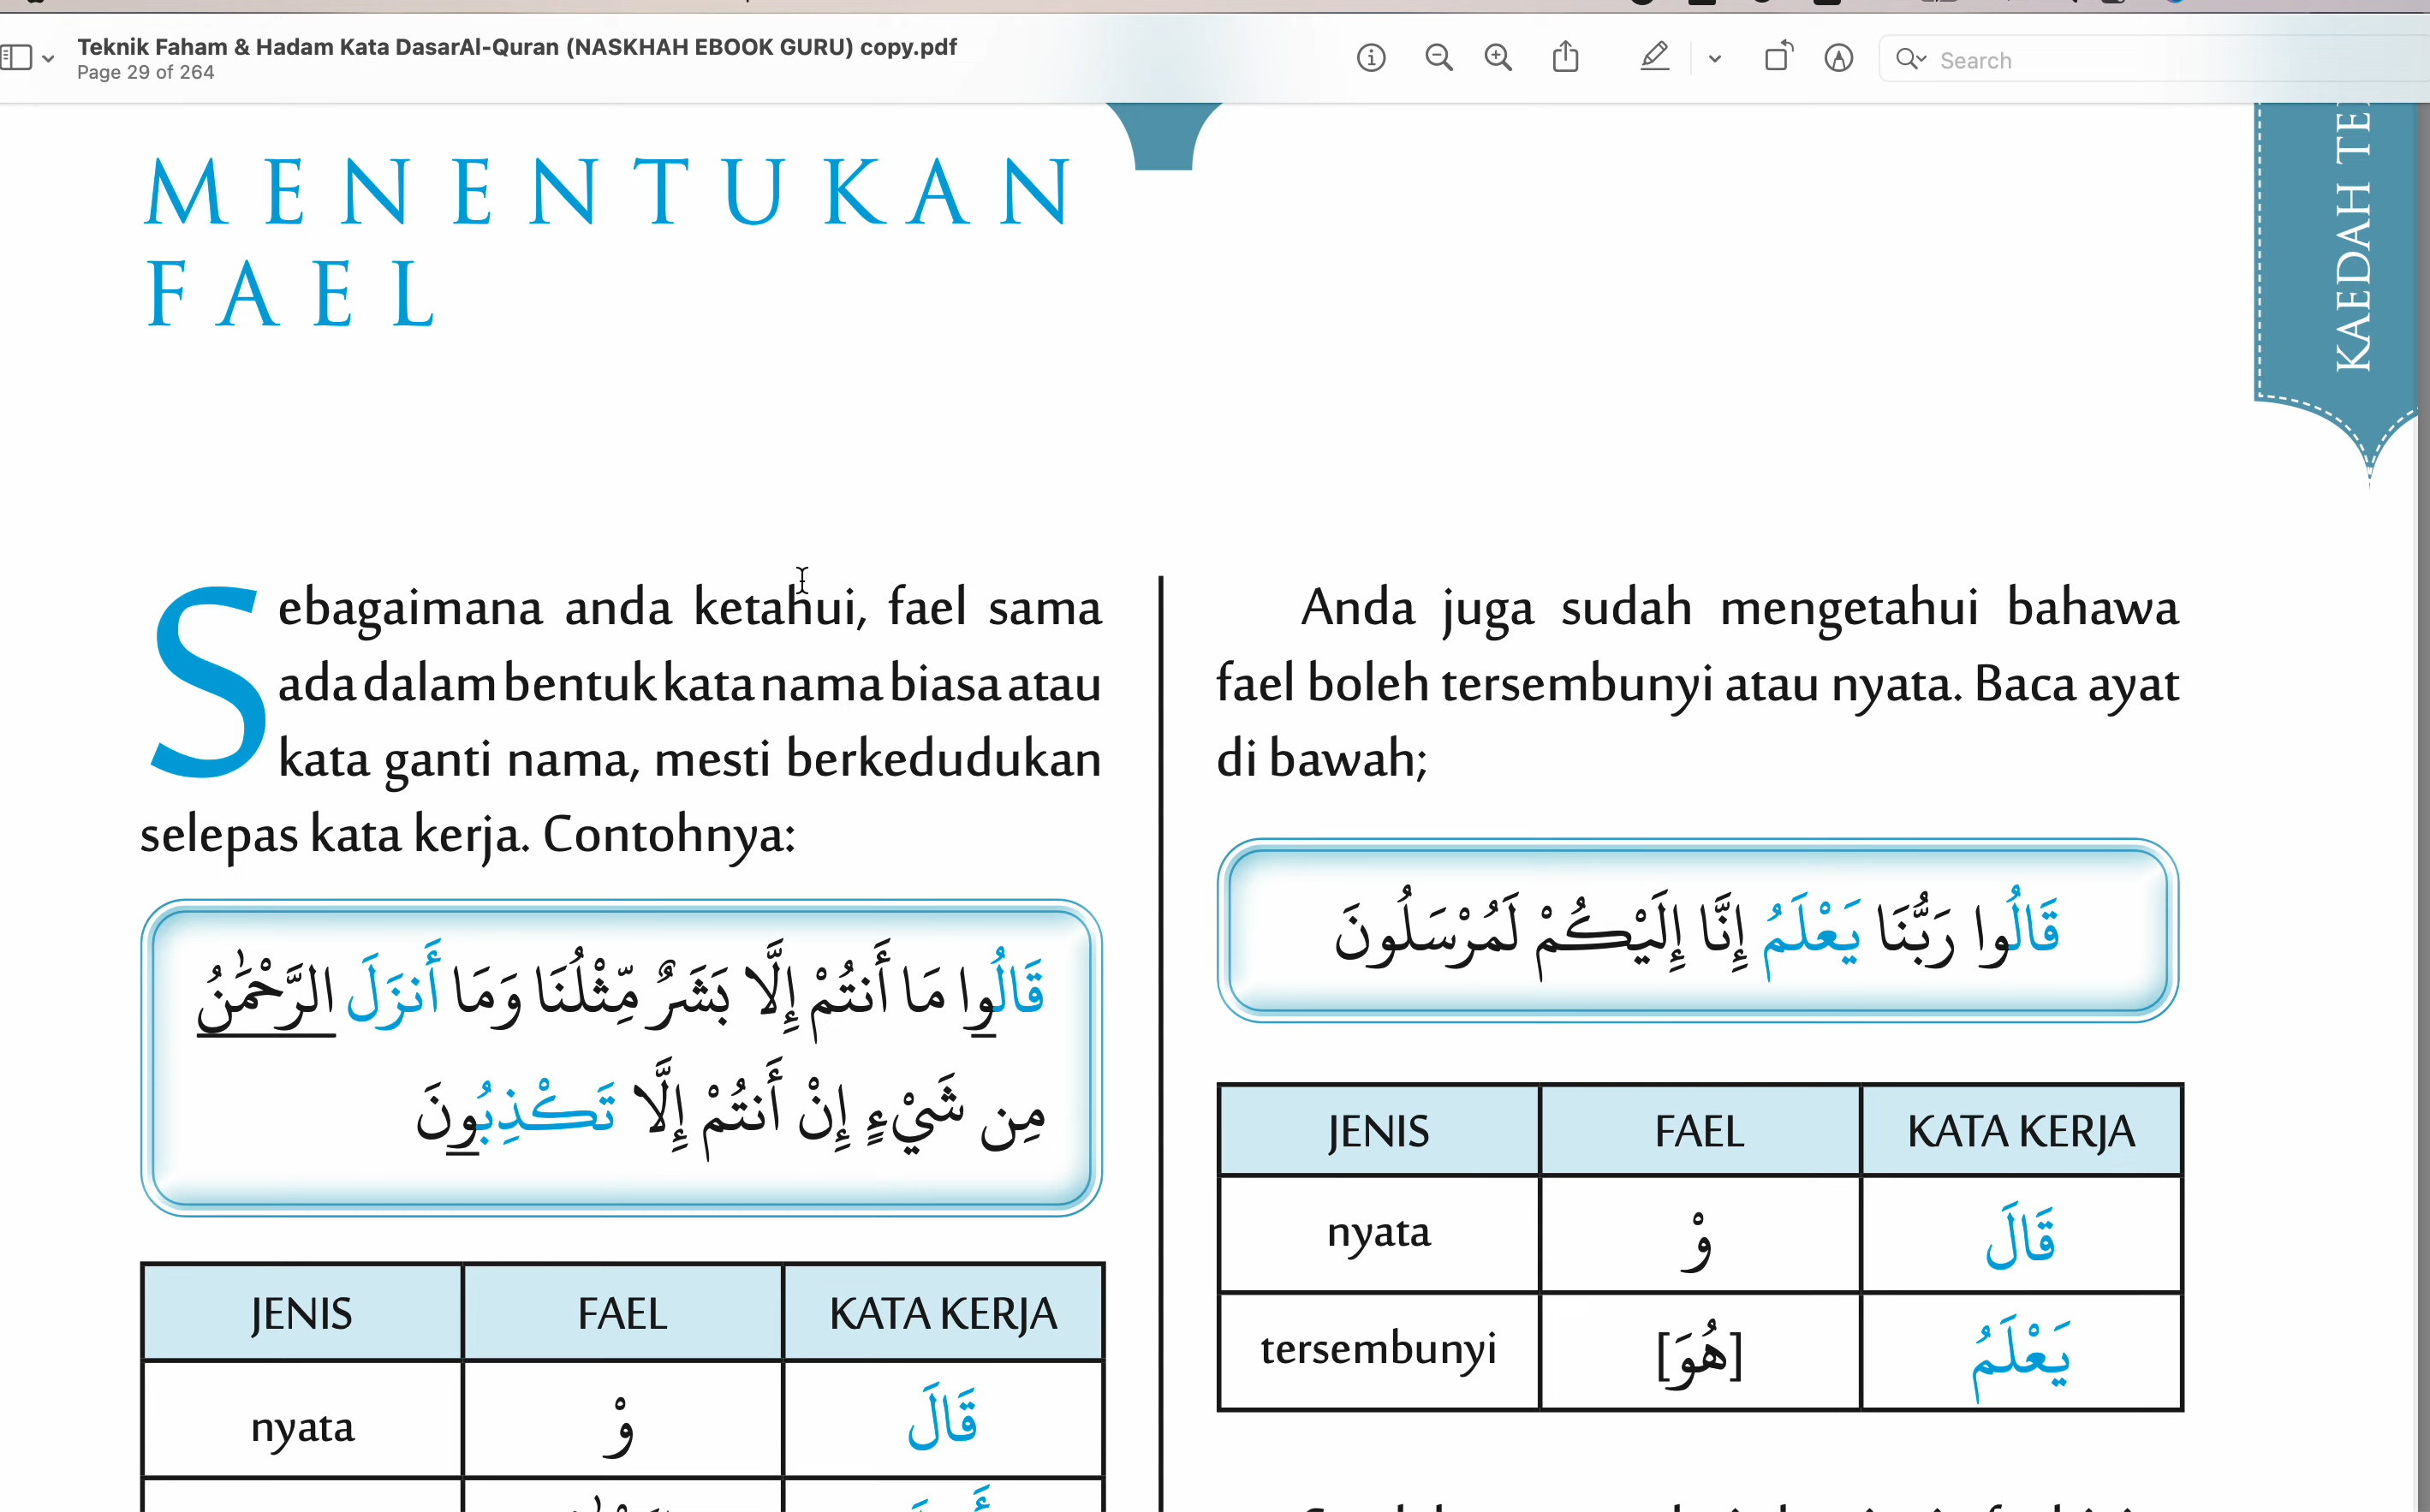 Teknik Faham & Hadam Kata DasarAl-Quran (NASKHAH EBOOK GURU) copy.pdf
Page 29 of 264
Search
KAEDAH TE
MENENTUKAN
FAEL
Sebagaimana anda ketahui, fael sama
ada dalam bentuk kata nama biasa atau
kata ganti nama, mesti berkedudukan
selepas kata kerja. Contohnya:
قَالُوا مَا أَنتُمْ إِلَّا بَشَرٌ مِّثْلُنَا وَمَا أَنزَلَ الرَّحْمَٰنُ
مِن شَيْءٍ إِنْ أَنتُمْ إِلَّا تَكْذِبُونَ
JENIS FAEL KATA KERJA
nyata وْ قَالَ
Anda juga sudah mengetahui bahawa
fael boleh tersembunyi atau nyata. Baca ayat
di bawah;
قَالُوا رَبُّنَا يَعْلَمُ إِنَّا إِلَيْكُمْ لَمُرْسَلُونَ
JENIS FAEL KATA KERJA
nyata وْ قَالَ
tersembunyi [هُوَ] يَعْلَمُ